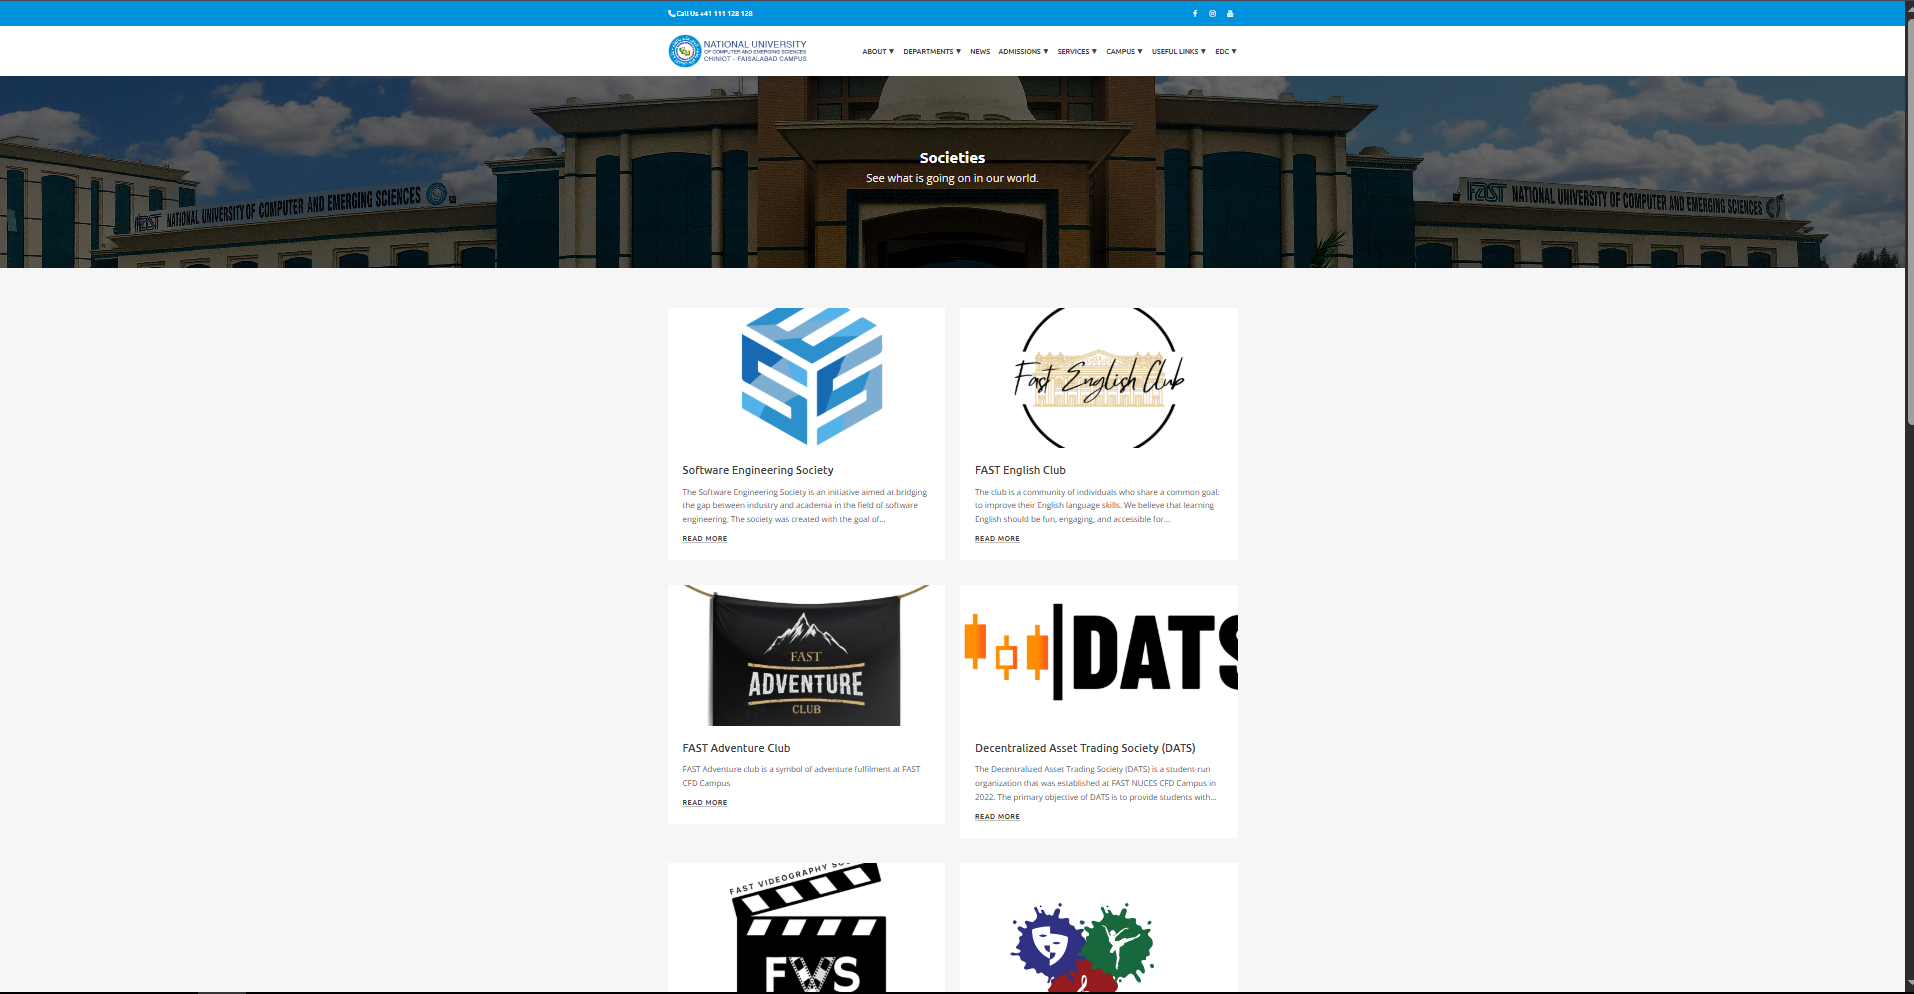 Call Us +41 111 128 128
NATIONAL UNIVERSITY
OF COMPUTER AND EMERGING SCIENCES
CHINIOT - FAISALABAD CAMPUS
ABOUT ▼ DEPARTMENTS ▼ NEWS ADMISSIONS ▼ SERVICES ▼ CAMPUS ▼ USEFUL LINKS ▼ EDC ▼
Societies
See what is going on in our world.
FAST NATIONAL UNIVERSITY OF COMPUTER AND EMERGING SCIENCES
FAST NATIONAL UNIVERSITY OF COMPUTER AND EMERGING SCIENCES
Software Engineering Society
The Software Engineering Society is an initiative aimed at bridging
the gap between industry and academia in the field of software
engineering. The society was created with the goal of...
READ MORE
Fast English Club
FAST English Club
The club is a community of individuals who share a common goal:
to improve their English language skills. We believe that learning
English should be fun, engaging, and accessible for...
READ MORE
FAST
ADVENTURE
CLUB
FAST Adventure Club
FAST Adventure club is a symbol of adventure fulfilment at FAST
CFD Campus
READ MORE
DATS
Decentralized Asset Trading Society (DATS)
The Decentralized Asset Trading Society (DATS) is a student-run
organization that was established at FAST NUCES CFD Campus in
2022. The primary objective of DATS is to provide students with...
READ MORE
FAST VIDEOGRAPHY
FVS